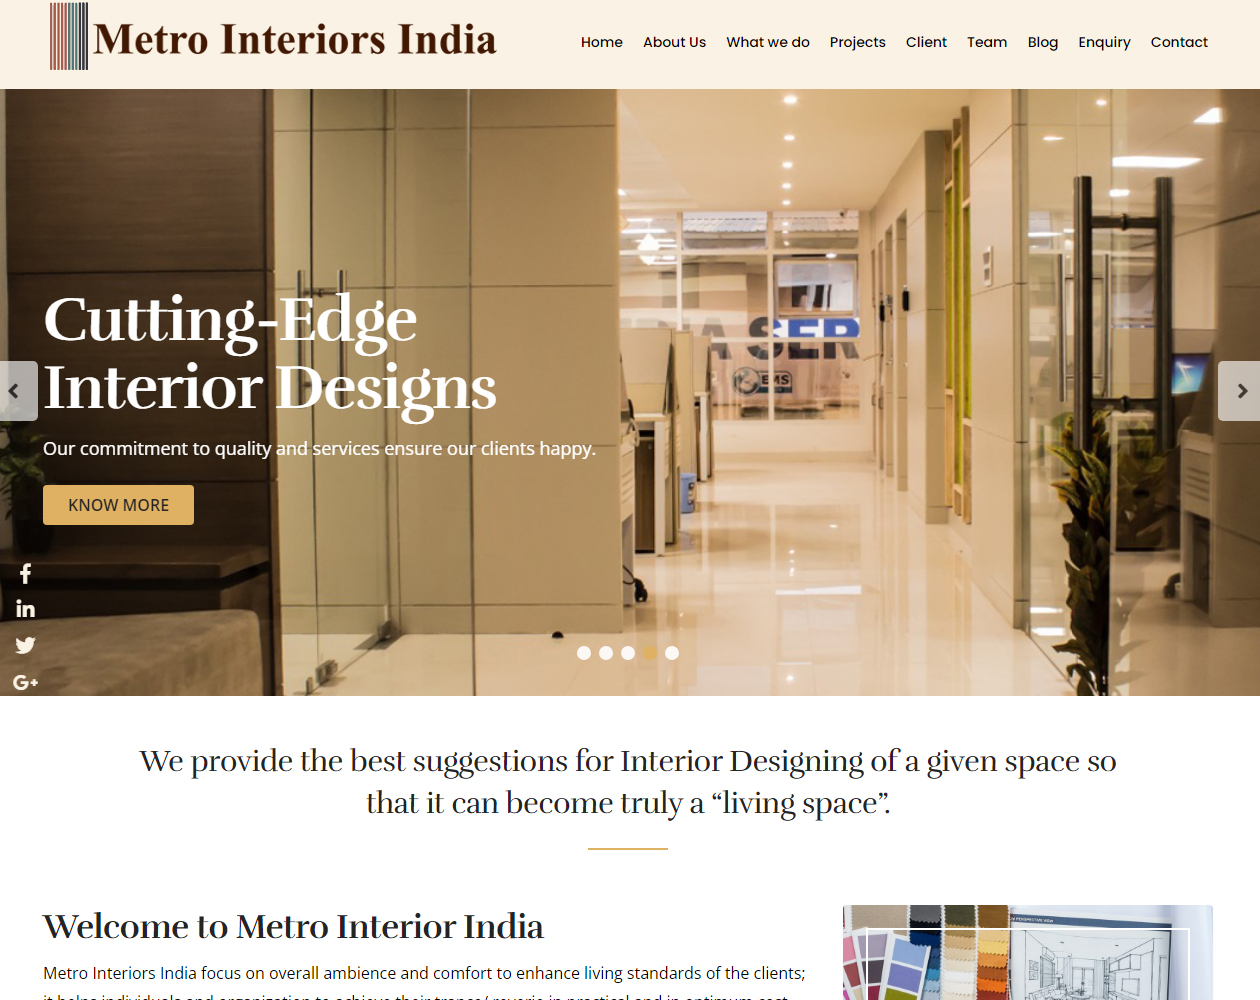 Metro Interiors India
Home About Us What we do Projects Client Team Blog Enquiry Contact
EMS
Cutting-Edge
Interior Designs
Our commitment to quality and services ensure our clients happy.
KNOW MORE
We provide the best suggestions for Interior Designing of a given space so
that it can become truly a “living space”.
Welcome to Metro Interior India
Metro Interiors India focus on overall ambience and comfort to enhance living standards of the clients;